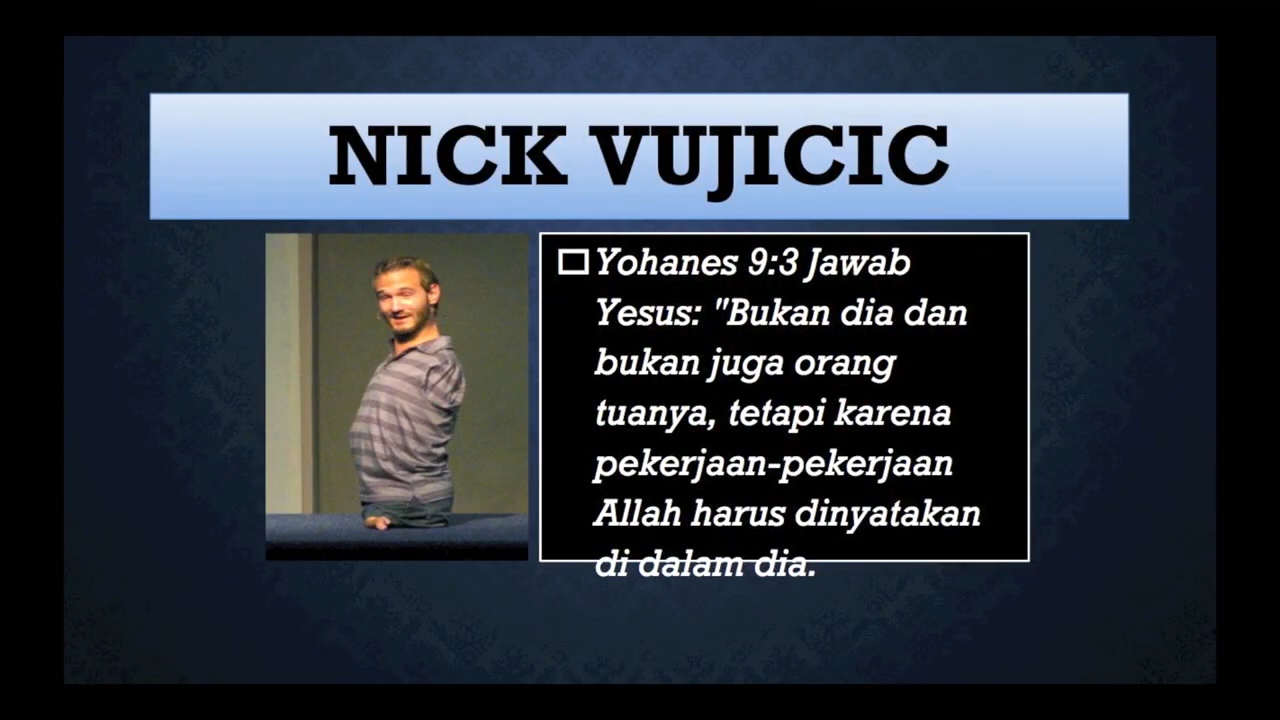 NICK VUJICIC
Yohanes 9:3 Jawab
Yesus: "Bukan dia dan
bukan juga orang
tuanya, tetapi karena
pekerjaan-pekerjaan
Allah harus dinyatakan
di dalam dia.